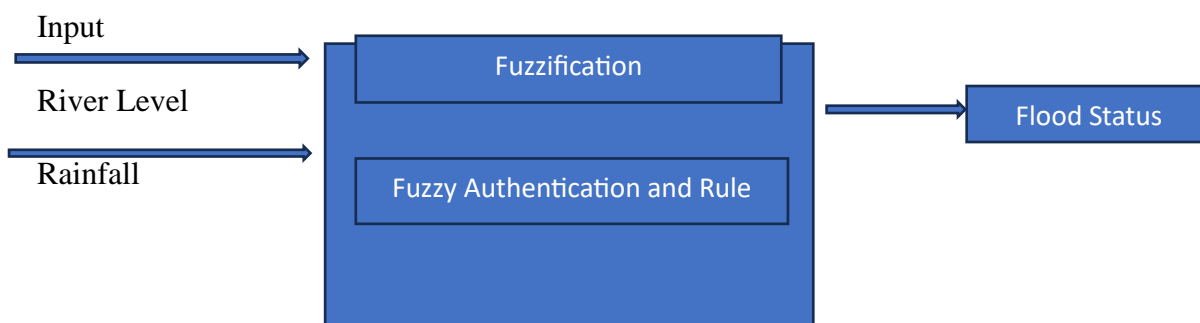 Input
River Level
Rainfall
Fuzzification
Fuzzy Authentication and Rule
Flood Status